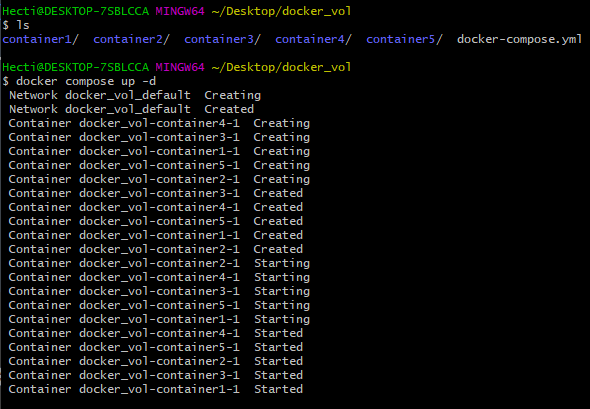 Hecti@DESKTOP-7SBLCCA MINGW64 ~/Desktop/docker_vol
$ ls
container1/  container2/  container3/  container4/  container5/  docker-compose.yml
Hecti@DESKTOP-7SBLCCA MINGW64 ~/Desktop/docker_vol
$ docker compose up -d
Network docker_vol_default  Creating
Network docker_vol_default  Created
Container docker_vol-container4-1  Creating
Container docker_vol-container3-1  Creating
Container docker_vol-container1-1  Creating
Container docker_vol-container5-1  Creating
Container docker_vol-container2-1  Creating
Container docker_vol-container3-1  Created
Container docker_vol-container4-1  Created
Container docker_vol-container5-1  Created
Container docker_vol-container1-1  Created
Container docker_vol-container2-1  Created
Container docker_vol-container2-1  Starting
Container docker_vol-container4-1  Starting
Container docker_vol-container3-1  Starting
Container docker_vol-container5-1  Starting
Container docker_vol-container1-1  Starting
Container docker_vol-container4-1  Started
Container docker_vol-container5-1  Started
Container docker_vol-container2-1  Started
Container docker_vol-container3-1  Started
Container docker_vol-container1-1  Started